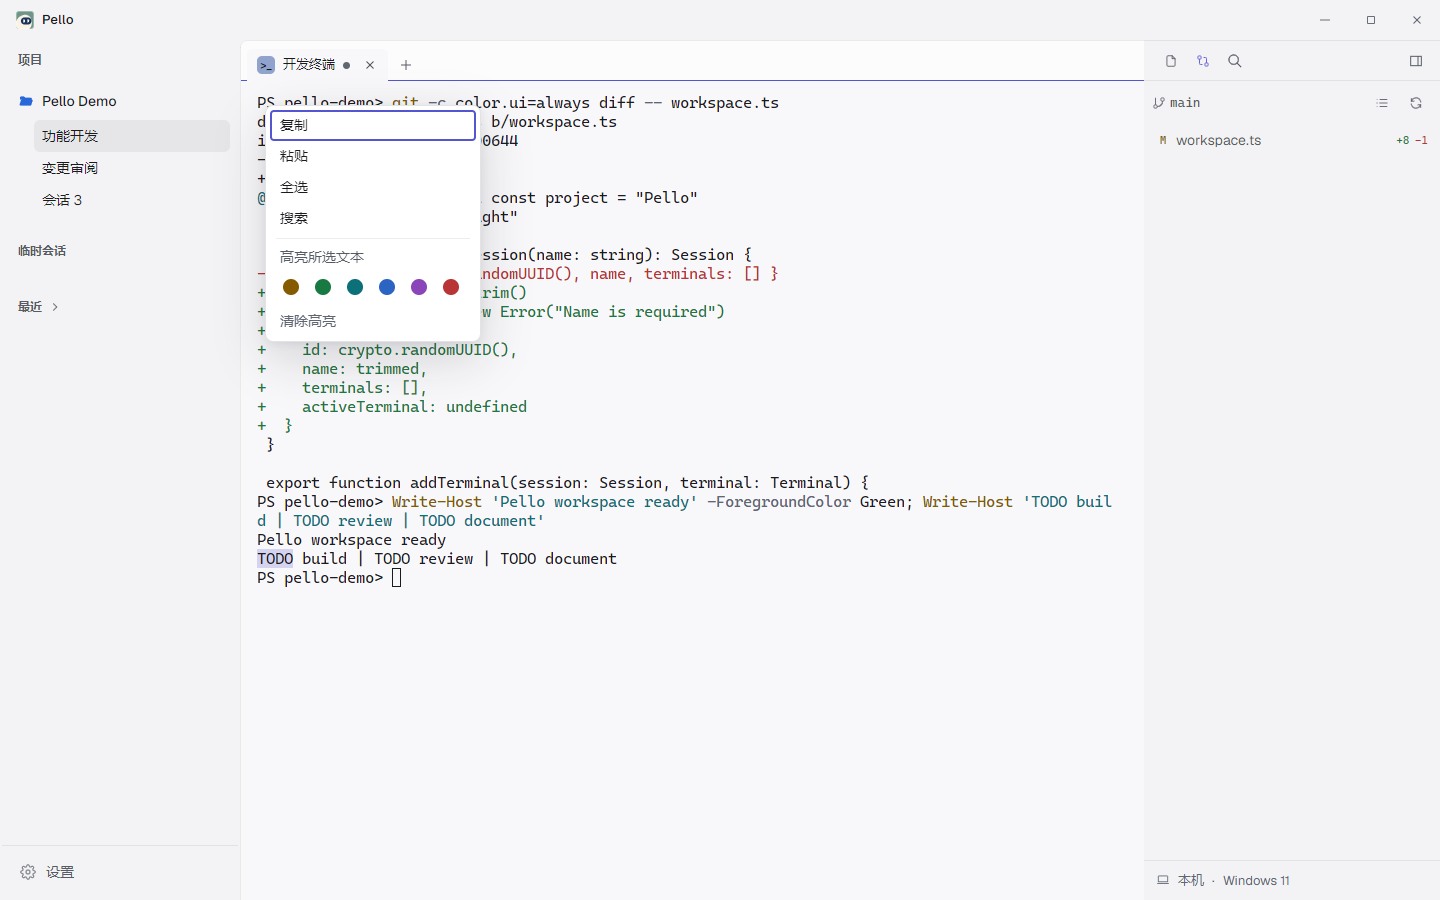 Pello
项目
Pello Demo
功能开发
变更审阅
会话 3
临时会话
最近
设置
>_ 开发终端
PS pello-demo> git -c color.ui=always diff -- workspace.ts
d b/workspace.ts
i 0644
-
+
@ const project = "Pello"
ght"
ssion(name: string): Session {
- ndomUUID(), name, terminals: [] }
+ rim()
+ w Error("Name is required")
+
+ id: crypto.randomUUID(),
+ name: trimmed,
+ terminals: [],
+ activeTerminal: undefined
+ }
}
export function addTerminal(session: Session, terminal: Terminal) {
PS pello-demo> Write-Host 'Pello workspace ready' -ForegroundColor Green; Write-Host 'TODO buil
d | TODO review | TODO document'
Pello workspace ready
TODO build | TODO review | TODO document
PS pello-demo>
复制
粘贴
全选
搜索
高亮所选文本
清除高亮
main
M workspace.ts +8 -1
本机 · Windows 11